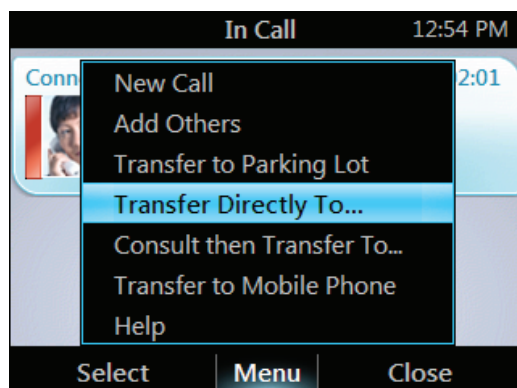 In Call 12:54 PM
Conn 2:01
New Call
Add Others
Transfer to Parking Lot
Transfer Directly To...
Consult then Transfer To...
Transfer to Mobile Phone
Help
Select Menu Close